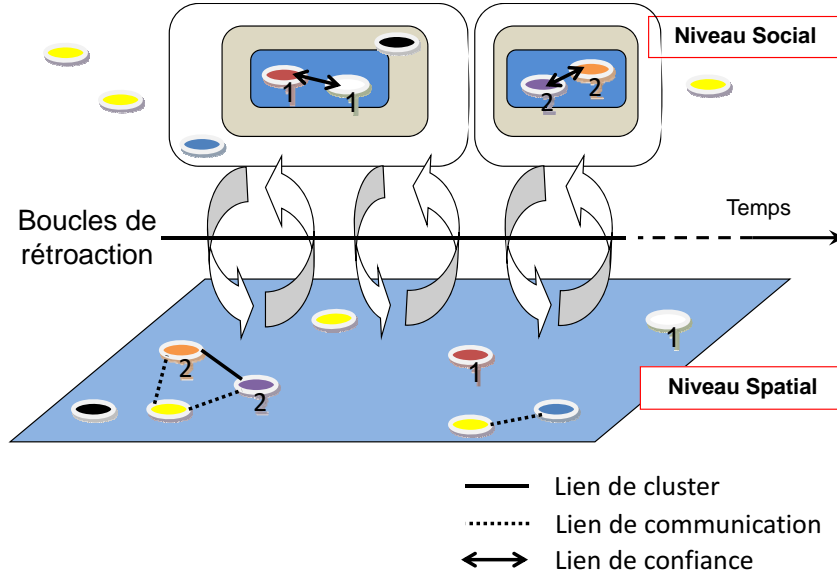 Niveau Social
1
1
2
2
Boucles de
rétroaction
Temps
1
2
1
2
Niveau Spatial
Lien de cluster
Lien de communication
Lien de confiance